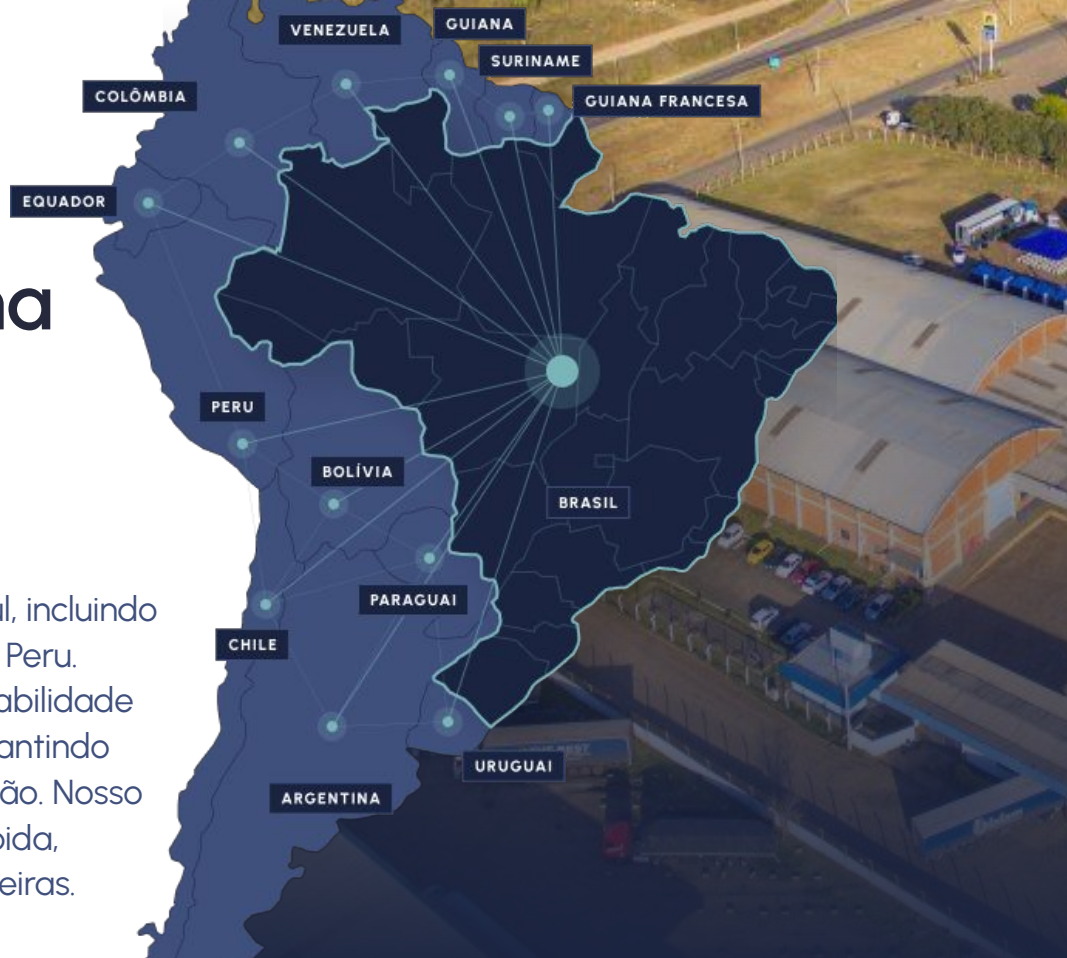 VENEZUELA
GUIANA
SURINAME
COLÔMBIA
GUIANA FRANCESA
EQUADOR
na
PERU
BOLÍVIA
BRASIL
PARAGUAI
CHILE
URUGUAI
ARGENTINA
l, incluindo
Peru.
abilidade
antindo
ão. Nosso
pida,
eiras.